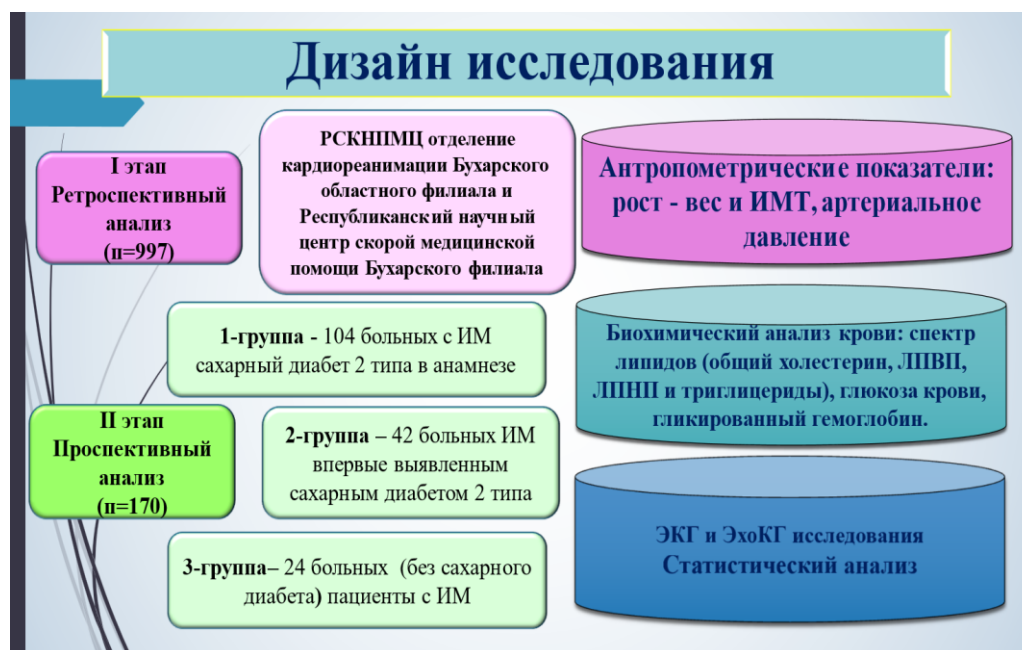 Дизайн исследования
I этап
Ретроспективный
анализ
(п=997)
РСКНПМЦ отделение
кардиореанимации Бухарского
областного филиала и
Республиканский научный
центр скорой медицинской
помощи Бухарского филиала
Антропометрические показатели:
рост - вес и ИМТ, артериальное
давление
1-группа - 104 больных с ИМ
сахарный диабет 2 типа в анамнезе
Биохимический анализ крови: спектр
липидов (общий холестерин, ЛПВП,
ЛПНП и триглицериды), глюкоза крови,
гликированный гемоглобин.
II этап
Проспективный
анализ
(п=170)
2-группа – 42 больных ИМ
впервые выявленным
сахарным диабетом 2 типа
3-группа– 24 больных (без сахарного
диабета) пациенты с ИМ
ЭКГ и ЭхоКГ исследования
Статистический анализ